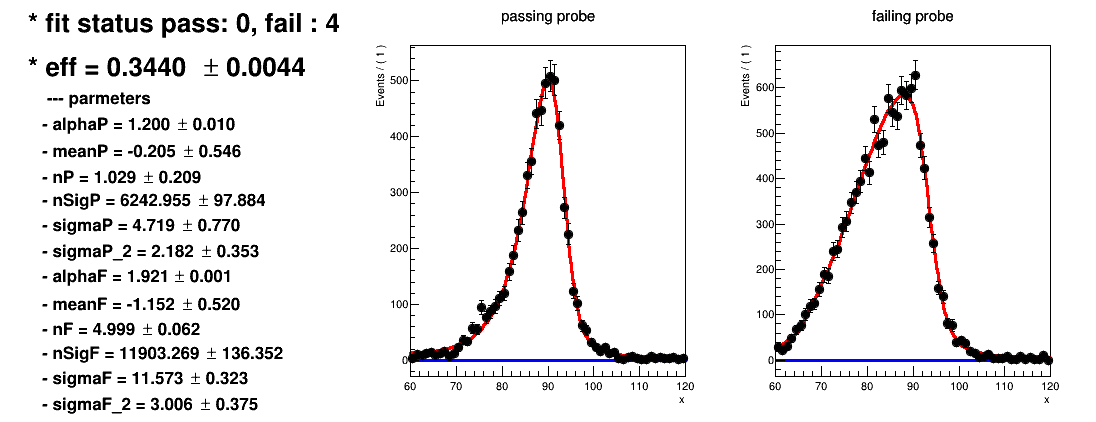 * fit status pass: 0, fail : 4
* eff = 0.3440 ± 0.0044
--- parmeters
- alphaP = 1.200 ± 0.010
- meanP = -0.205 ± 0.546
- nP = 1.029 ± 0.209
- nSigP = 6242.955 ± 97.884
- sigmaP = 4.719 ± 0.770
- sigmaP_2 = 2.182 ± 0.353
- alphaF = 1.921 ± 0.001
- meanF = -1.152 ± 0.520
- nF = 4.999 ± 0.062
- nSigF = 11903.269 ± 136.352
- sigmaF = 11.573 ± 0.323
- sigmaF_2 = 3.006 ± 0.375
passing probe
Events / ( 1 )
500
400
300
200
100
0
60 70 80 90 100 110 120
x
failing probe
Events / ( 1 )
600
500
400
300
200
100
0
60 70 80 90 100 110 120
x